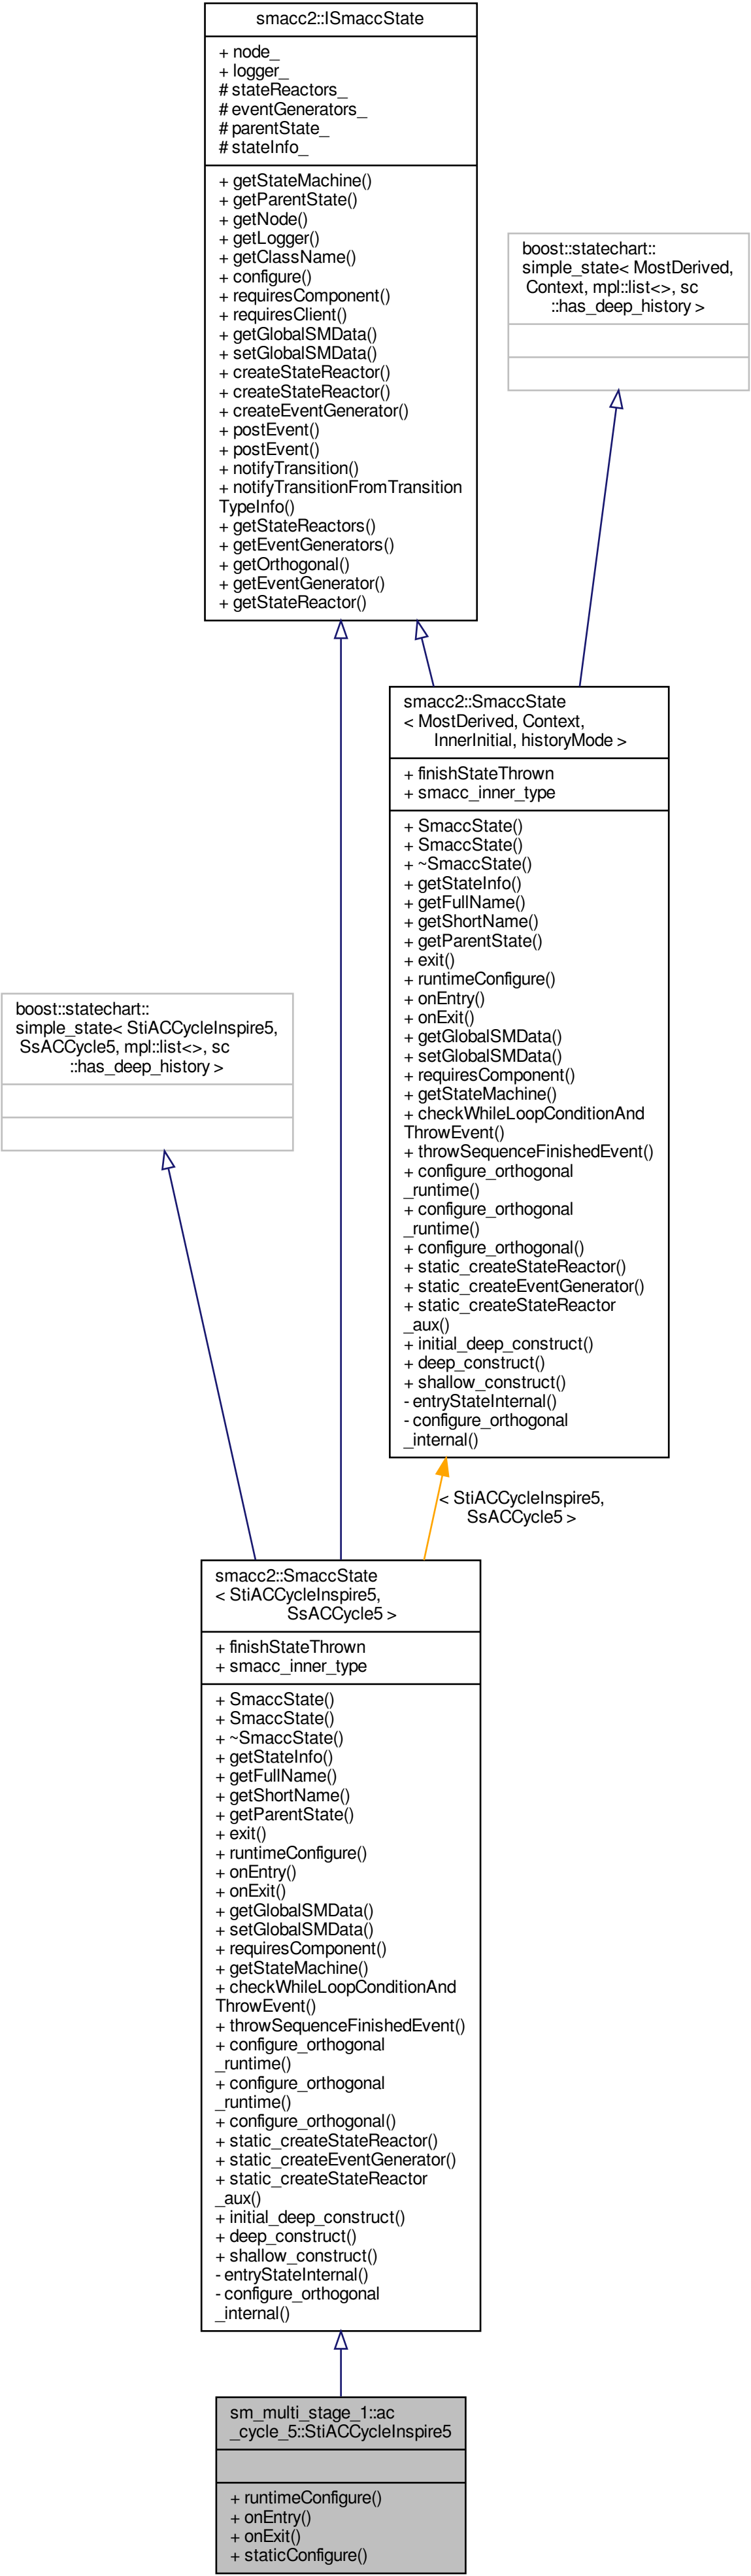 smacc2::ISmaccState
+ node_
+ logger_
# stateReactors_
# eventGenerators_
# parentState_
# stateInfo_
+ getStateMachine()
+ getParentState()
+ getNode()
+ getLogger()
+ getClassName()
+ configure()
+ requiresComponent()
+ requiresClient()
+ getGlobalSMData()
+ setGlobalSMData()
+ createStateReactor()
+ createStateReactor()
+ createEventGenerator()
+ postEvent()
+ postEvent()
+ notifyTransition()
+ notifyTransitionFromTransition
TypeInfo()
+ getStateReactors()
+ getEventGenerators()
+ getOrthogonal()
+ getEventGenerator()
+ getStateReactor()
boost::statechart::
simple_state< MostDerived,
Context, mpl::list<>, sc
::has_deep_history >
smacc2::SmaccState
< MostDerived, Context,
InnerInitial, historyMode >
+ finishStateThrown
+ smacc_inner_type
+ SmaccState()
+ SmaccState()
+ ~SmaccState()
+ getStateInfo()
+ getFullName()
+ getShortName()
+ getParentState()
+ exit()
+ runtimeConfigure()
+ onEntry()
+ onExit()
+ getGlobalSMData()
+ setGlobalSMData()
+ requiresComponent()
+ getStateMachine()
+ checkWhileLoopConditionAnd
ThrowEvent()
+ throwSequenceFinishedEvent()
+ configure_orthogonal
_runtime()
+ configure_orthogonal
_runtime()
+ configure_orthogonal()
+ static_createStateReactor()
+ static_createEventGenerator()
+ static_createStateReactor
_aux()
+ initial_deep_construct()
+ deep_construct()
+ shallow_construct()
- entryStateInternal()
- configure_orthogonal
_internal()
boost::statechart::
simple_state< StiACCycleInspire5,
SsACCycle5, mpl::list<>, sc
::has_deep_history >
< StiACCycleInspire5,
SsACCycle5 >
smacc2::SmaccState
< StiACCycleInspire5,
SsACCycle5 >
+ finishStateThrown
+ smacc_inner_type
+ SmaccState()
+ SmaccState()
+ ~SmaccState()
+ getStateInfo()
+ getFullName()
+ getShortName()
+ getParentState()
+ exit()
+ runtimeConfigure()
+ onEntry()
+ onExit()
+ getGlobalSMData()
+ setGlobalSMData()
+ requiresComponent()
+ getStateMachine()
+ checkWhileLoopConditionAnd
ThrowEvent()
+ throwSequenceFinishedEvent()
+ configure_orthogonal
_runtime()
+ configure_orthogonal
_runtime()
+ configure_orthogonal()
+ static_createStateReactor()
+ static_createEventGenerator()
+ static_createStateReactor
_aux()
+ initial_deep_construct()
+ deep_construct()
+ shallow_construct()
- entryStateInternal()
- configure_orthogonal
_internal()
sm_multi_stage_1::ac
_cycle_5::StiACCycleInspire5
+ runtimeConfigure()
+ onEntry()
+ onExit()
+ staticConfigure()